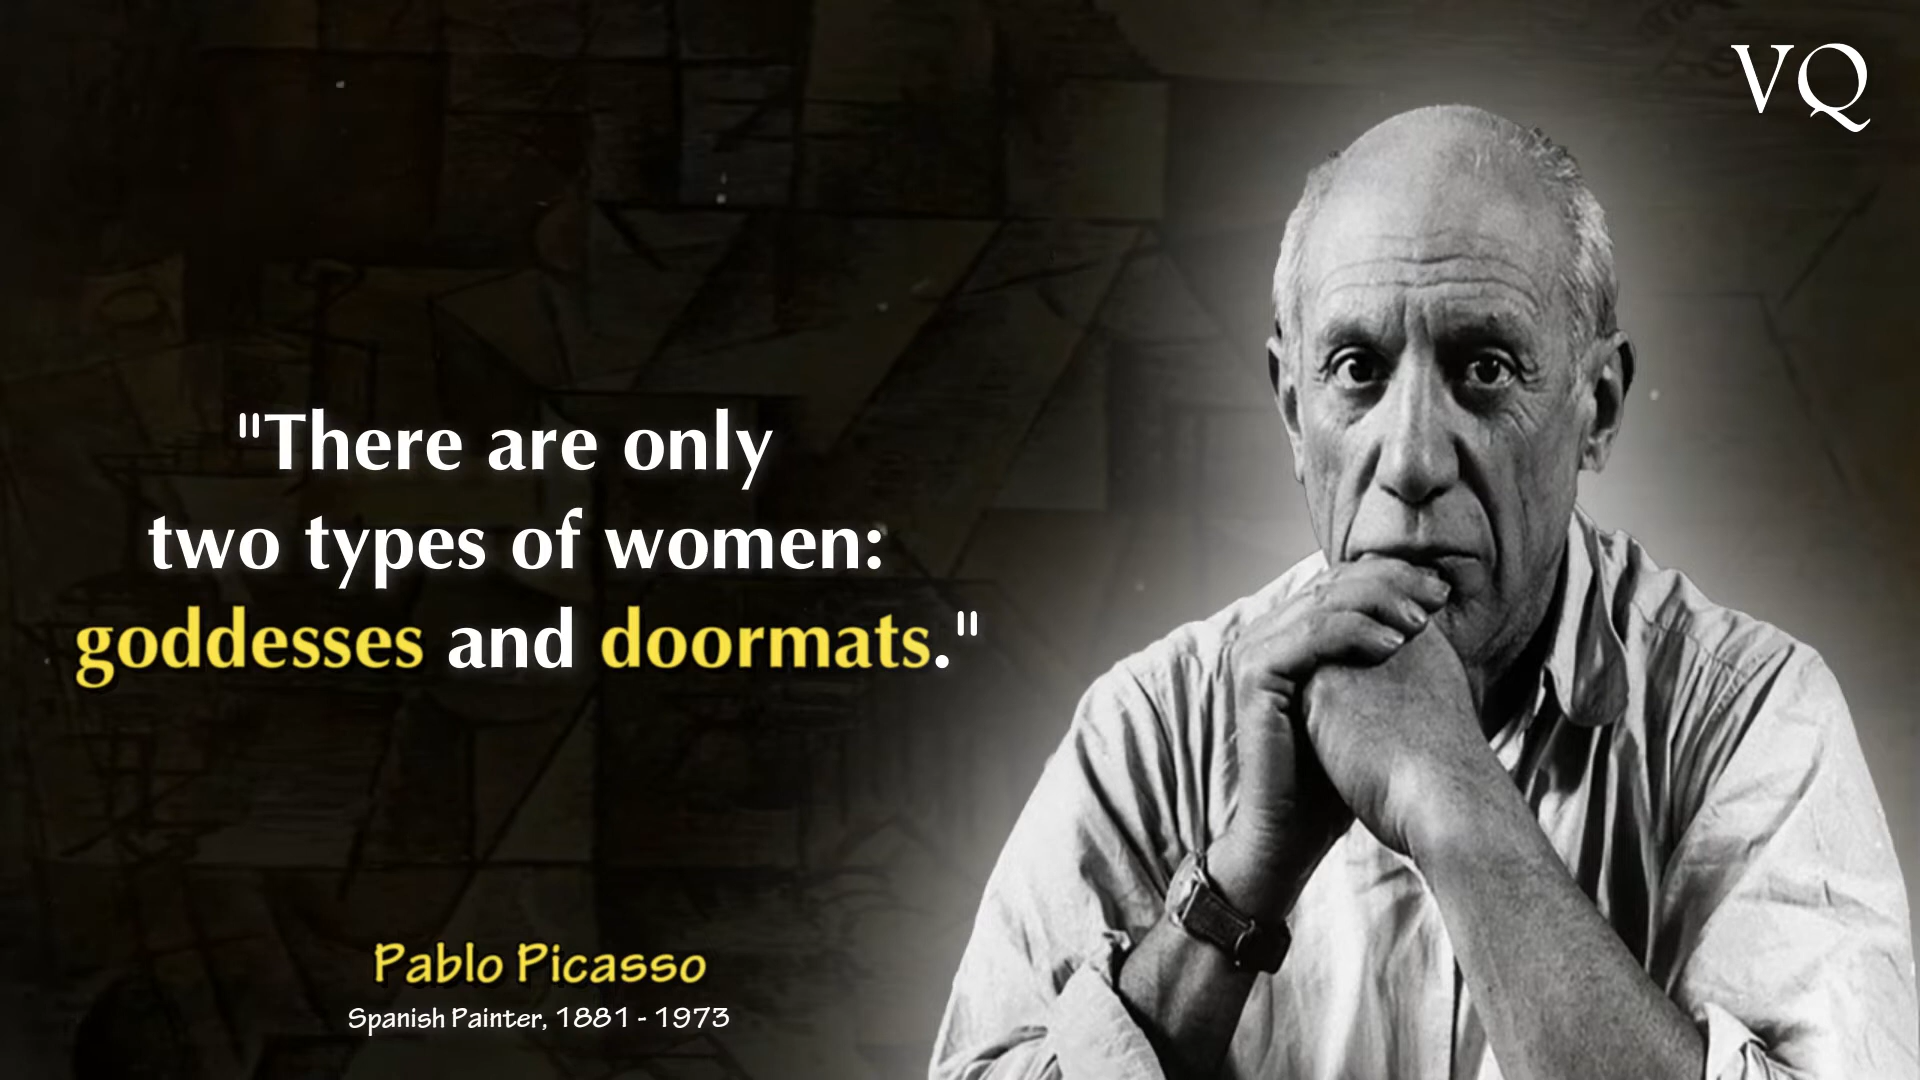 VQ
"There are only
two types of women:
goddesses and doormats."
Pablo Picasso
Spanish Painter, 1881 - 1973